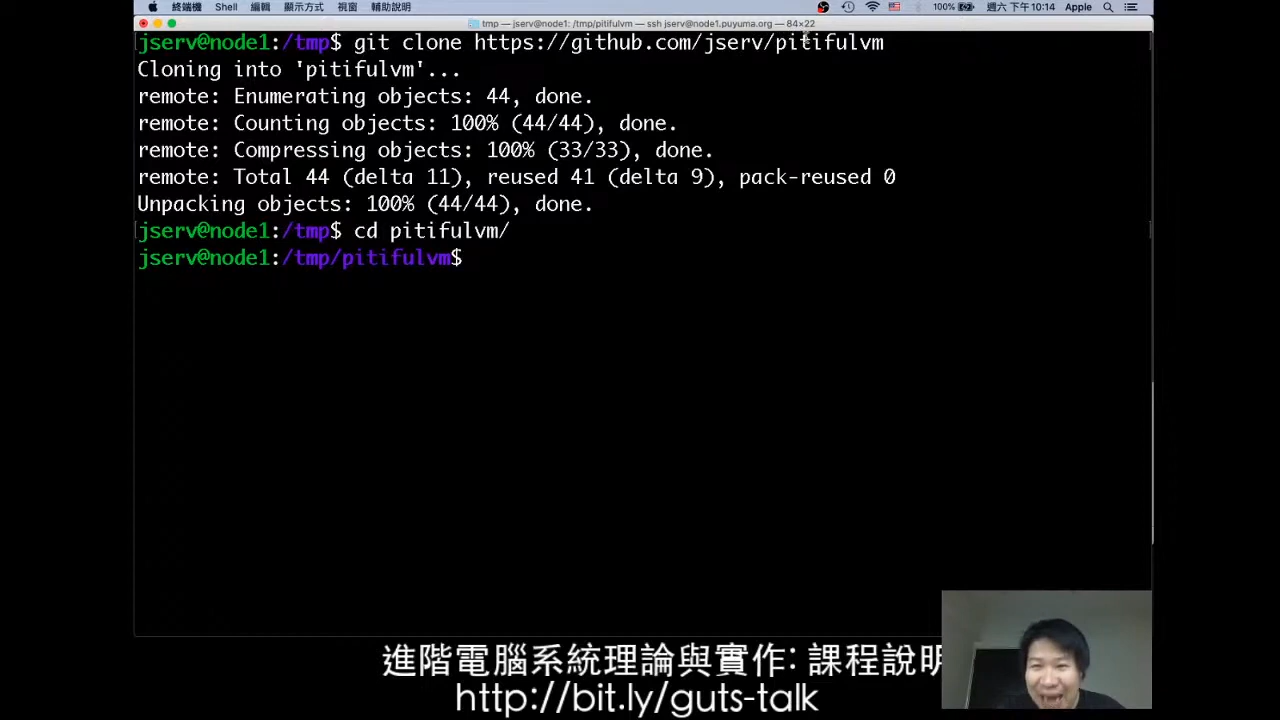 終端機 Shell 編輯 顯示方式 視窗 輔助說明 100% 週六 下午10:14 Apple
tmp — jserv@node1: /tmp/pitifulvm — ssh jserv@node1.puyuma.org — 84×22
jserv@node1:/tmp$ git clone https://github.com/jserv/pitifulvm
Cloning into 'pitifulvm'...
remote: Enumerating objects: 44, done.
remote: Counting objects: 100% (44/44), done.
remote: Compressing objects: 100% (33/33), done.
remote: Total 44 (delta 11), reused 41 (delta 9), pack-reused 0
Unpacking objects: 100% (44/44), done.
jserv@node1:/tmp$ cd pitifulvm/
jserv@node1:/tmp/pitifulvm$
進階電腦系統理論與實作: 課程說明
http://bit.ly/guts-talk